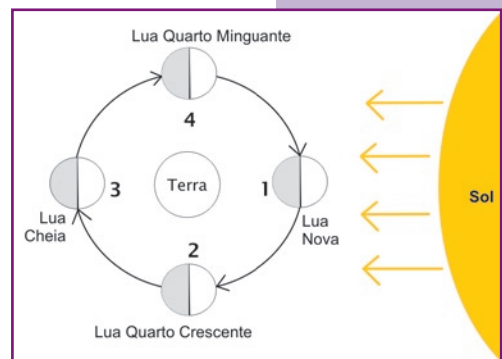 Lua Quarto Minguante
4
Terra
3
1
Sol
Lua
Cheia
Lua
Nova
2
Lua Quarto Crescente